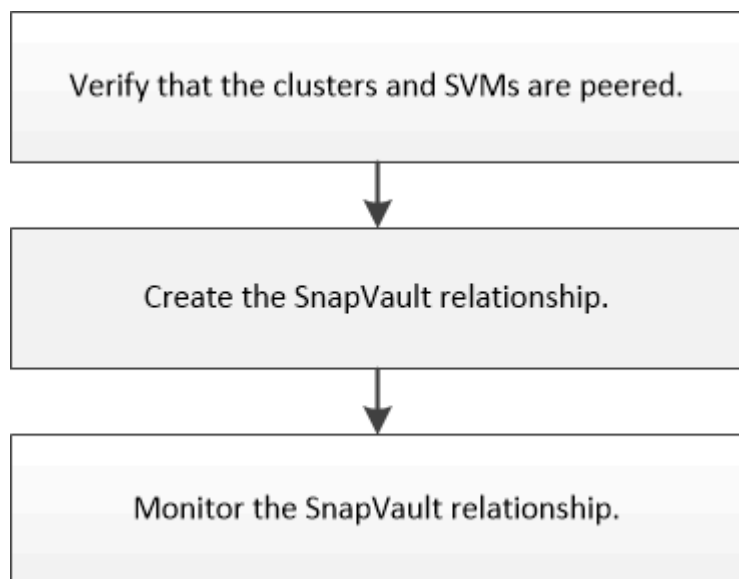 Verify that the clusters and SVMs are peered.
Create the SnapVault relationship.
Monitor the SnapVault relationship.